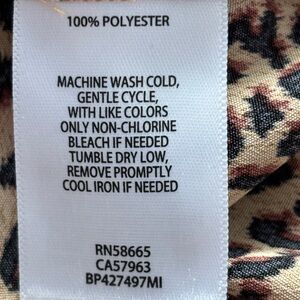 100% POLYESTER
MACHINE WASH COLD,
GENTLE CYCLE,
WITH LIKE COLORS
ONLY NON-CHLORINE
BLEACH IF NEEDED
TUMBLE DRY LOW,
REMOVE PROMPTLY
COOL IRON IF NEEDED
RN58665
CA57963
BP427497MI